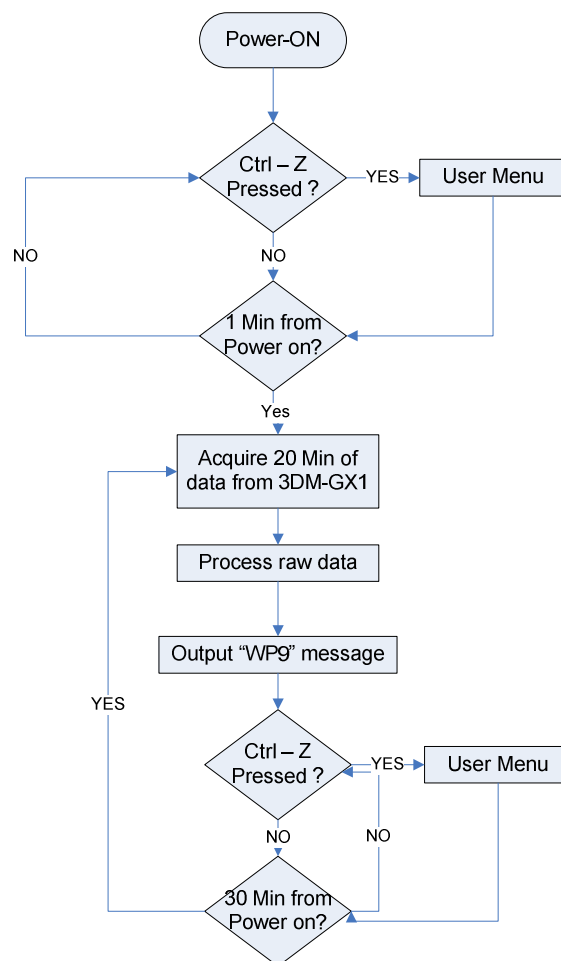 Power-ON
Ctrl – Z
Pressed ?
YES
User Menu
NO
NO
1 Min from
Power on?
Yes
Acquire 20 Min of
data from 3DM-GX1
Process raw data
Output “WP9” message
YES
Ctrl – Z
Pressed ?
YES
User Menu
NO
NO
30 Min from
Power on?